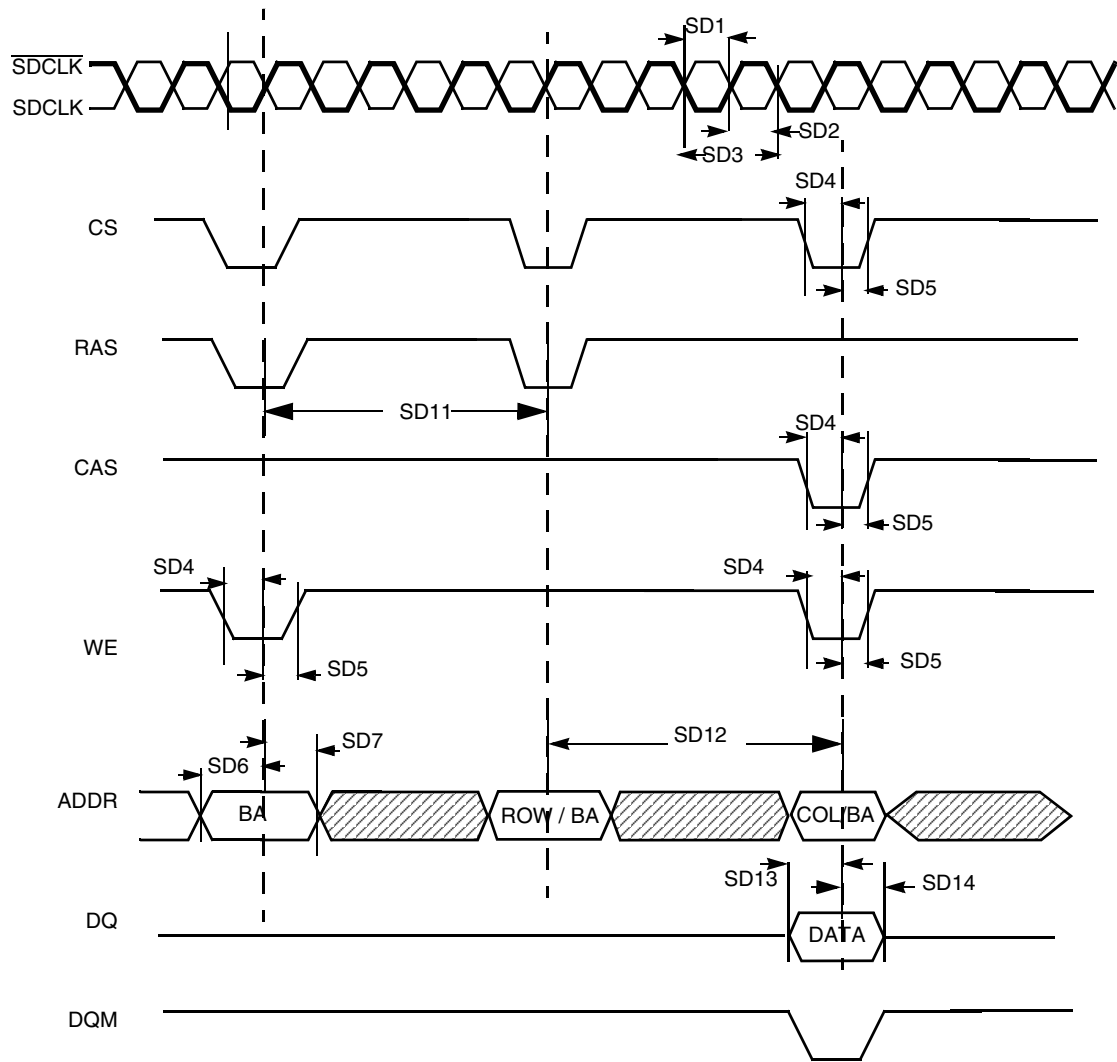 SD1
SDCLK
SDCLK
SD2
SD3
SD4
CS
SD5
RAS
SD11
SD4
CAS
SD5
SD4
SD4
WE
SD5
SD5
SD7
SD12
SD6
ADDR
BA
ROW / BA
COL/BA
SD13
SD14
DQ
DATA
DQM